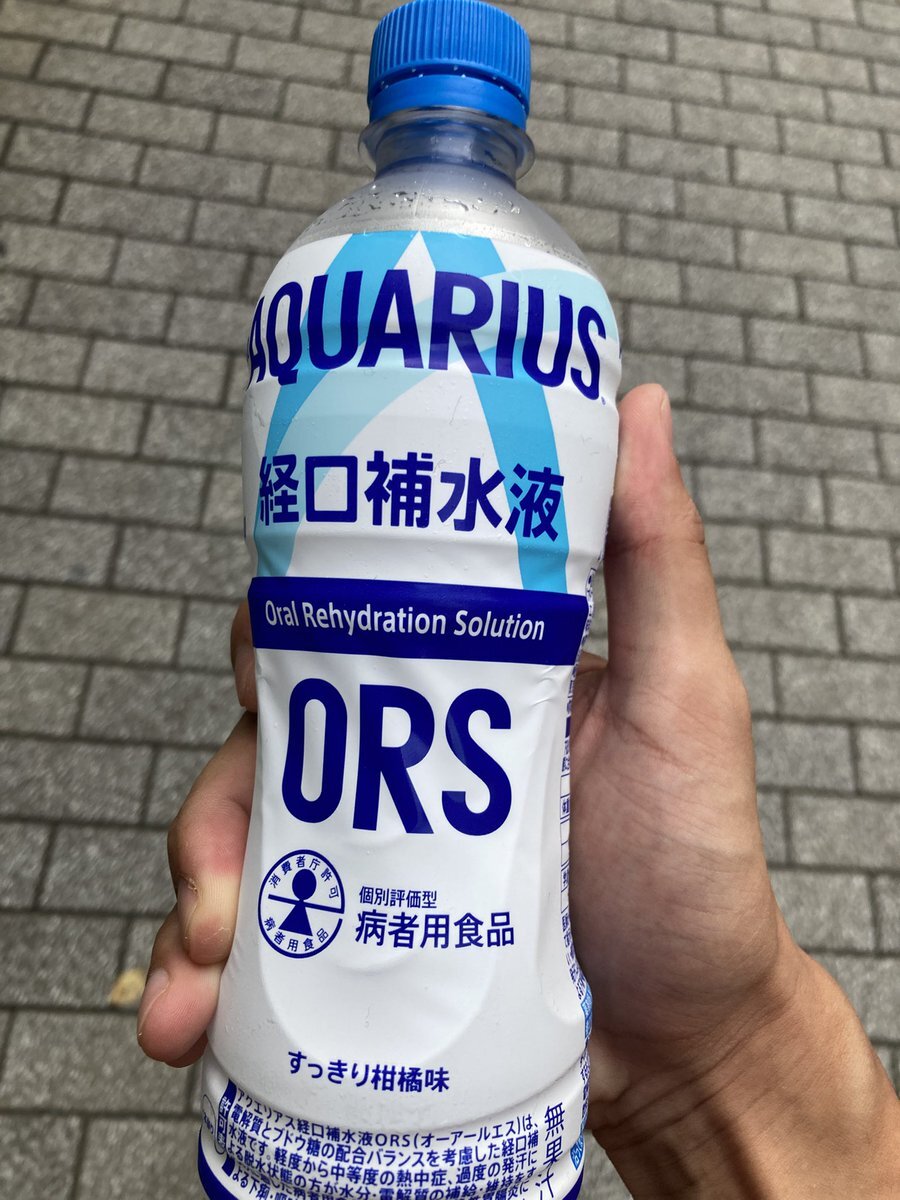 AQUARIUS
経口補水液
Oral Rehydration Solution
ORS
消費者庁許可
病者用食品
個別評価型
病者用食品
すっきり柑橘味
許可
アクエリアス経口補水液ORS(オーアールエス)は、
電解質とブドウ糖の配合バランスを考慮した経口補
水液です。軽度から中等度の熱中症、過度の発汗に
よる脱水状態の方が水分・電解質の補給・維持をす
無果汁